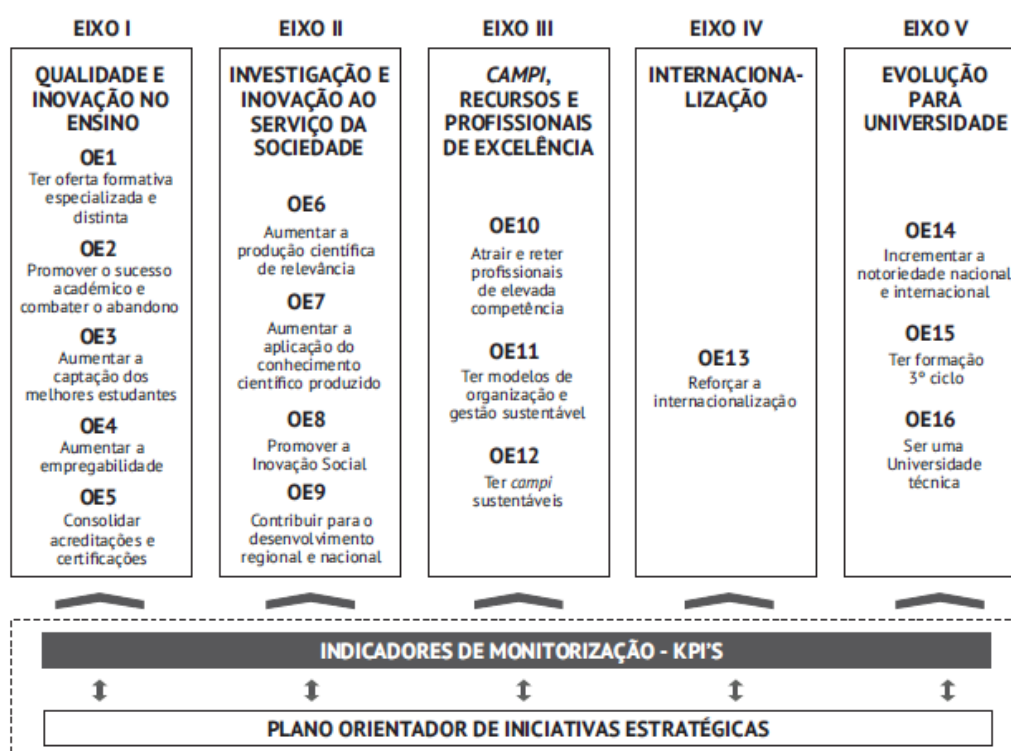 EIXO I
QUALIDADE E
INOVAÇÃO NO
ENSINO
OE1
Ter oferta formativa
especializada e
distinta
OE2
Promover o sucesso
académico e
combater o abandono
OE3
Aumentar a
captação dos
melhores estudantes
OE4
Aumentar a
empregabilidade
OE5
Consolidar
acreditações e
certificações
EIXO II
INVESTIGAÇÃO E
INOVAÇÃO AO
SERVIÇO DA
SOCIEDADE
OE6
Aumentar a
produção científica
de relevância
OE7
Aumentar a
aplicação do
conhecimento
científico produzido
OE8
Promover a
Inovação Social
OE9
Contribuir para o
desenvolvimento
regional e nacional
EIXO III
CAMPI,
RECURSOS E
PROFISSIONAIS
DE EXCELÊNCIA
OE10
Atrair e reter
profissionais
de elevada
competência
OE11
Ter modelos de
organização e
gestão sustentável
OE12
Ter campi
sustentáveis
EIXO IV
INTERNACIONA-
LIZAÇÃO
OE13
Reforçar a
internacionalização
EIXO V
EVOLUÇÃO
PARA
UNIVERSIDADE
OE14
Incrementar a
notoriedade nacional
e internacional
OE15
Ter formação
3º ciclo
OE16
Ser uma
Universidade
técnica
INDICADORES DE MONITORIZAÇÃO - KPI'S
PLANO ORIENTADOR DE INICIATIVAS ESTRATÉGICAS